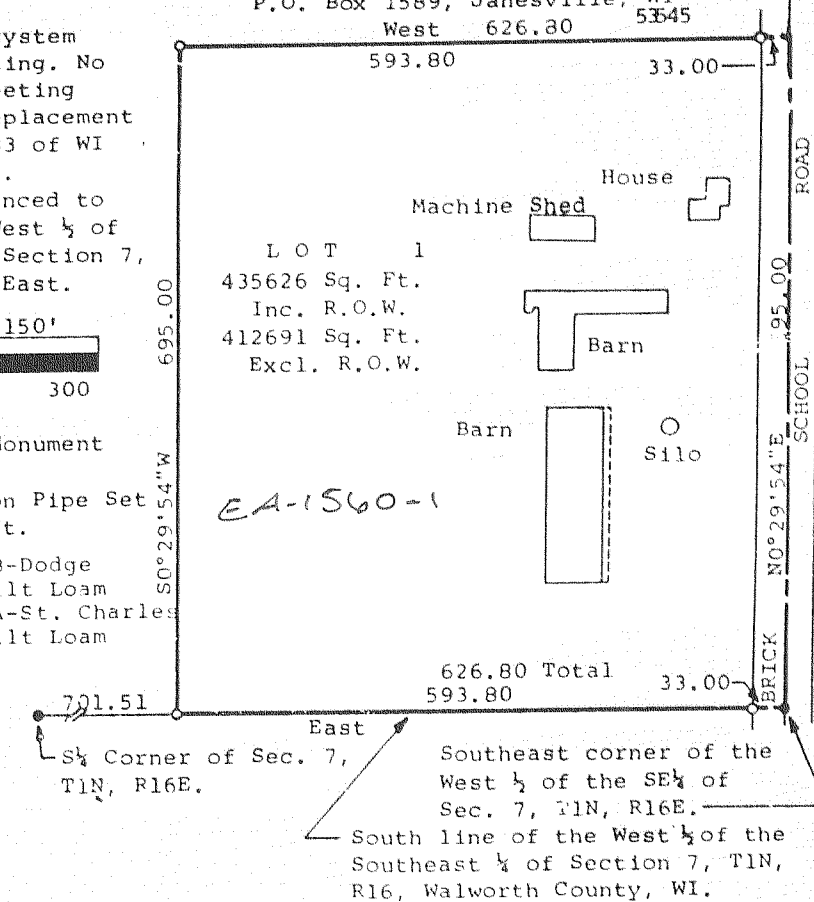 P.O. Box 1589, Janesville, WI
53545
West 626.80
593.80
33.00
ystem
ing. No
eting
placement
3 of WI
.
nced to
est ½ of
Section 7,
East.
150'
300
Monument
n Pipe Set
t.
-Dodge
lt Loam
-St. Charles
lt Loam
House
Machine Shed
LOT 1
435626 Sq. Ft.
Inc. R.O.W.
412691 Sq. Ft.
Excl. R.O.W.
Barn
Barn
Silo
EA-1560-1
695.00
S0°29'54"W
BRICK SCHOOL ROAD
N0°29'54"E 95.00
626.80 Total
593.80
33.00
701.51
East
S¼ Corner of Sec. 7,
T1N, R16E.
Southeast corner of the
West ½ of the SE¼ of
Sec. 7, T1N, R16E.
South line of the West ½ of the
Southeast ¼ of Section 7, T1N,
R16, Walworth County, WI.